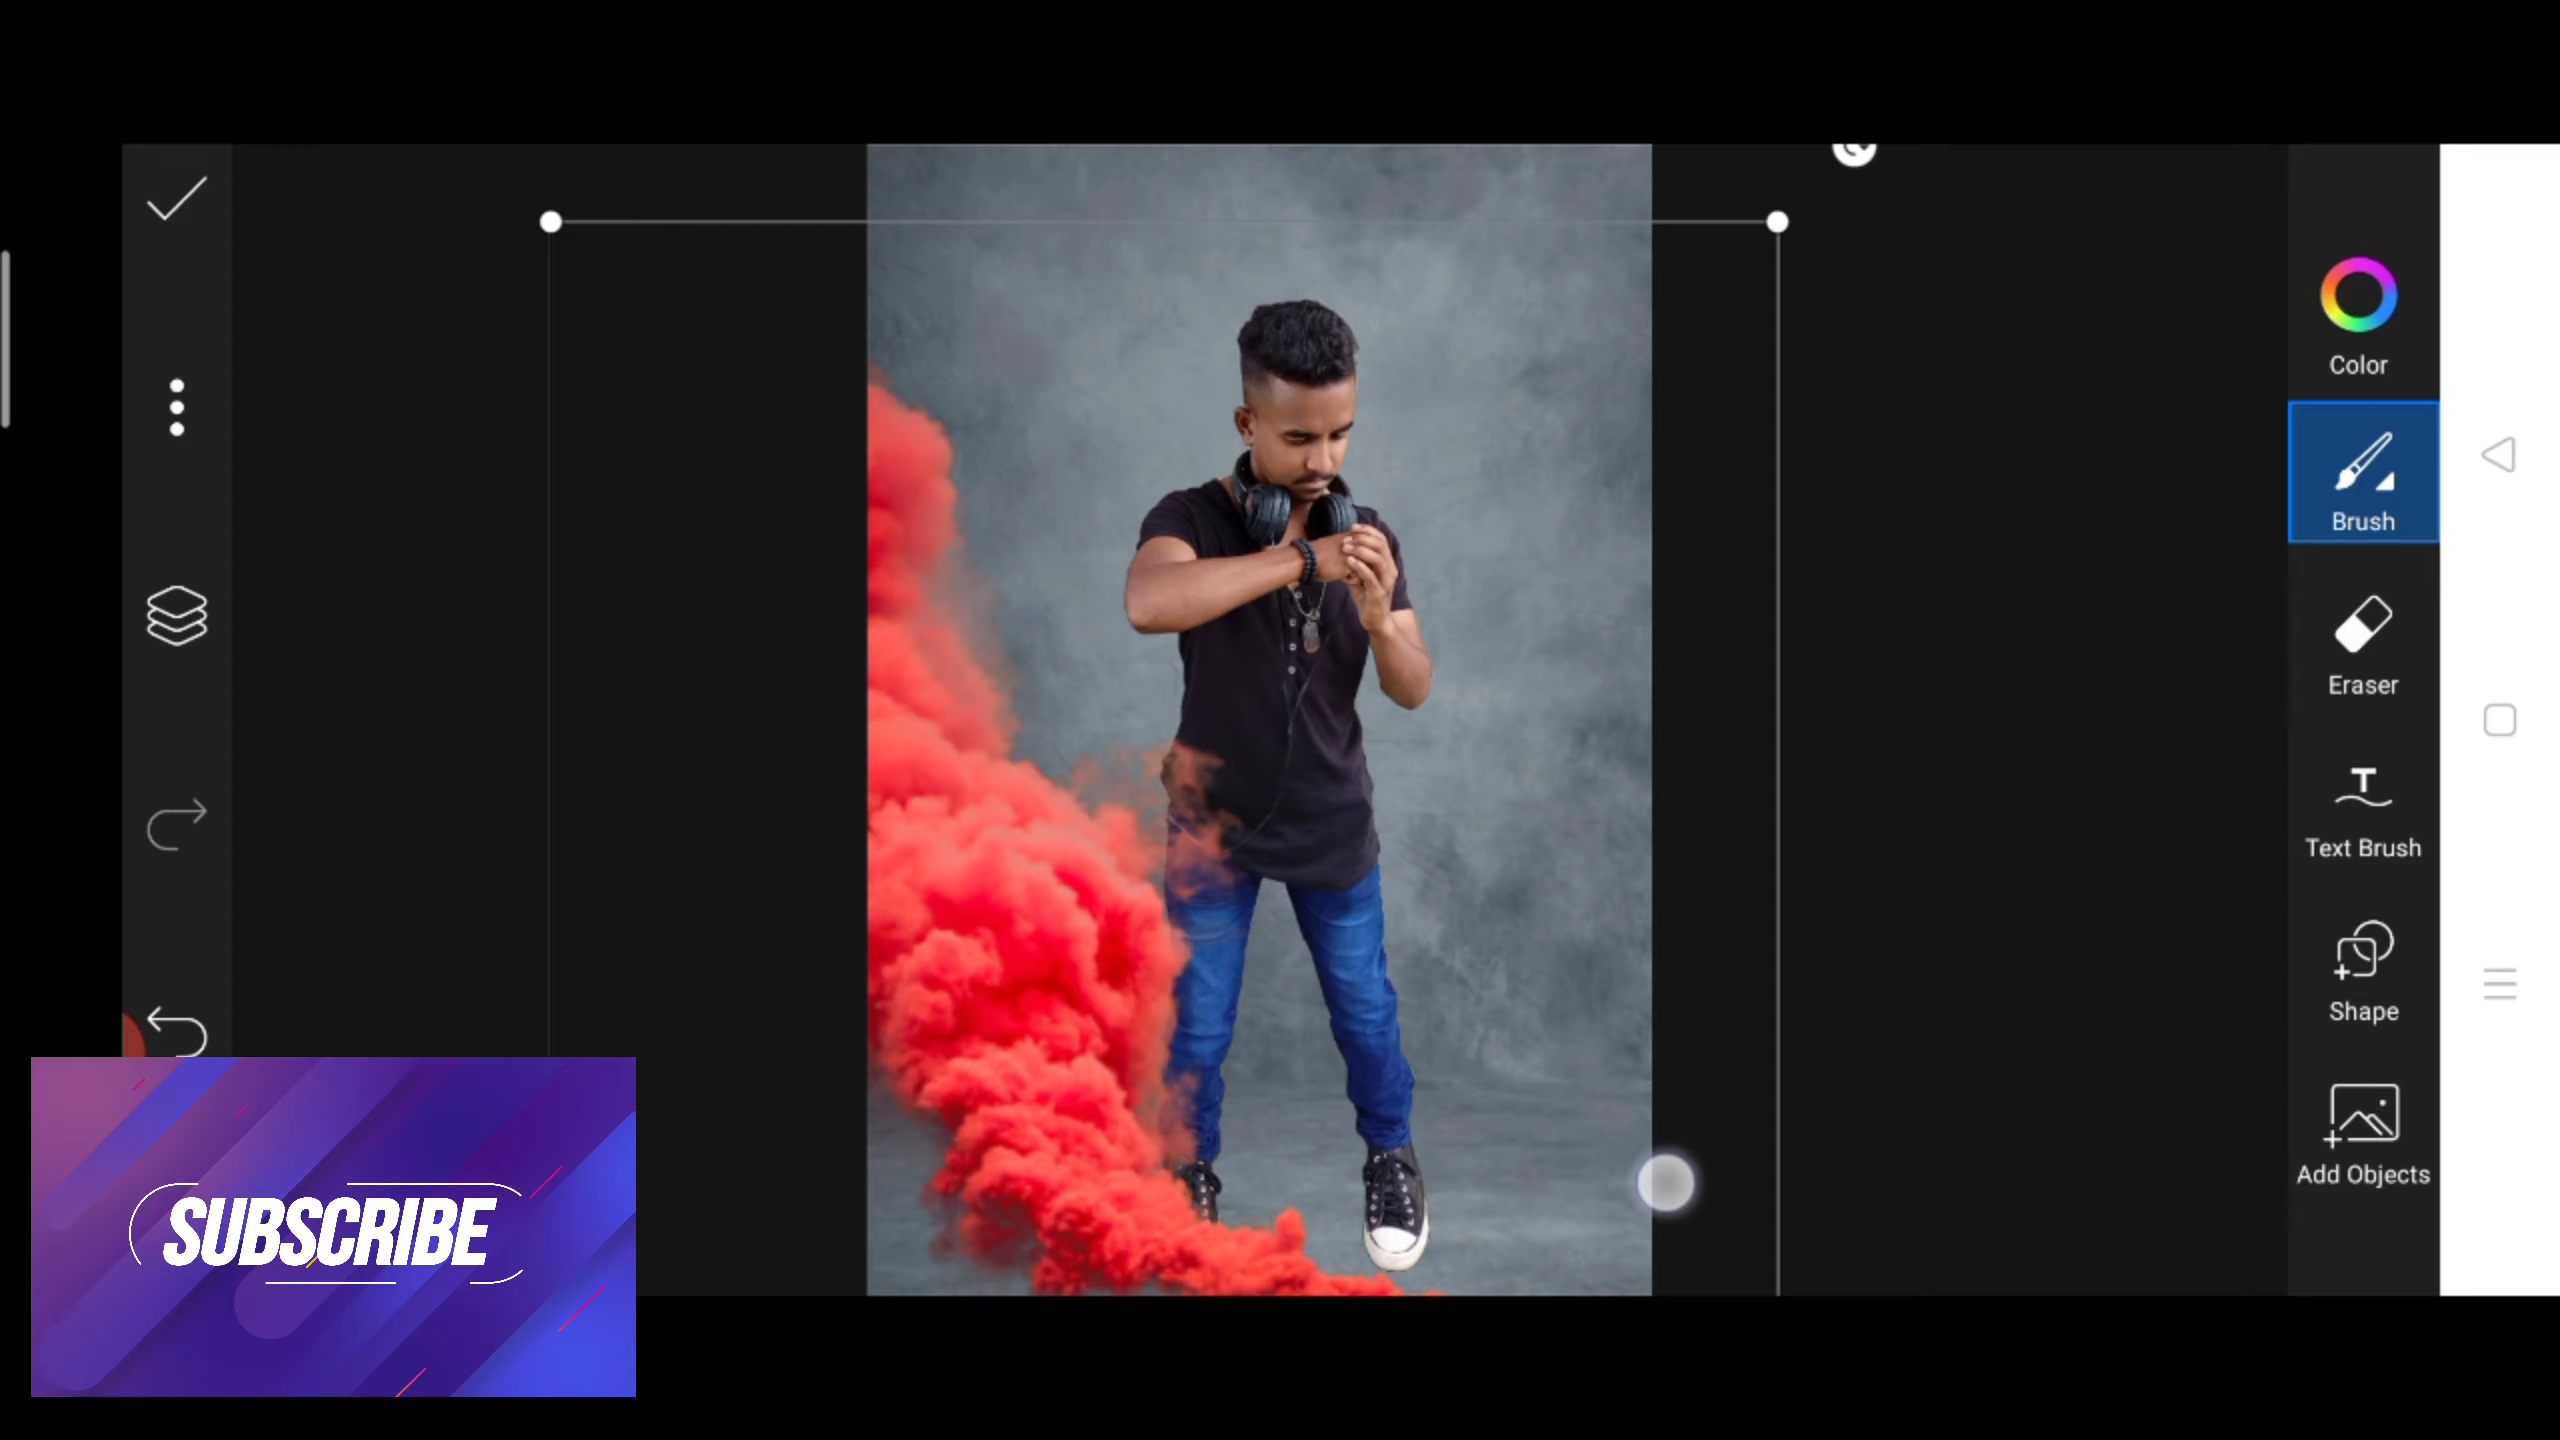 Color
Brush
Eraser
T
Text Brush
Shape
Add Objects
SUBSCRIBE